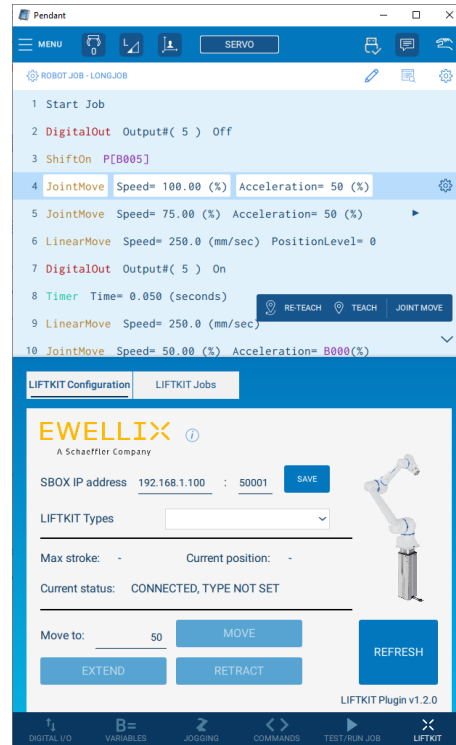 Pendant
MENU 0 L SERVO
ROBOT JOB - LONGJOB
1 Start Job
2 DigitalOut Output#( 5 ) Off
3 ShiftOn P[B005]
4 JointMove Speed= 100.00 (%) Acceleration= 50 (%)
5 JointMove Speed= 75.00 (%) Acceleration= 50 (%)
6 LinearMove Speed= 250.0 (mm/sec) PositionLevel= 0
7 DigitalOut Output#( 5 ) On
8 Timer Time= 0.050 (seconds)
RE-TEACH TEACH JOINT MOVE
9 LinearMove Speed= 250.0 (mm/sec)
10 JointMove Speed= 50.00 (%) Acceleration= B000(%)
LIFTKIT Configuration LIFTKIT Jobs
EWELLIX i
A Schaeffler Company
SBOX IP address 192.168.1.100 : 50001 SAVE
LIFTKIT Types
Max stroke: - Current position: -
Current status: CONNECTED, TYPE NOT SET
Move to: 50 MOVE
REFRESH
EXTEND RETRACT
LIFTKIT Plugin v1.2.0
DIGITAL I/O VARIABLES JOGGING COMMANDS TEST/RUN JOB LIFTKIT